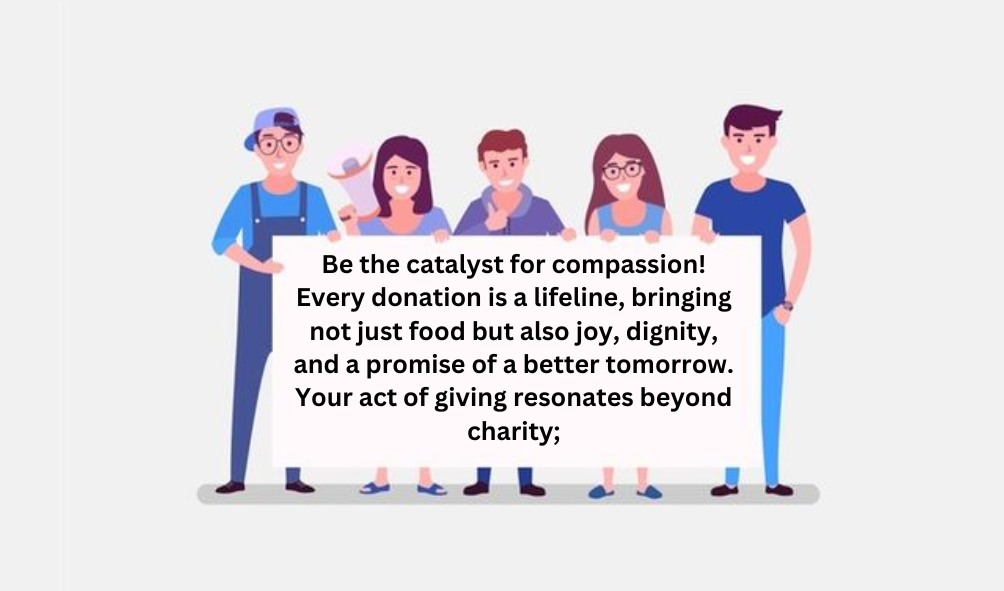 Be the catalyst for compassion!
Every donation is a lifeline, bringing
not just food but also joy, dignity,
and a promise of a better tomorrow.
Your act of giving resonates beyond
charity;